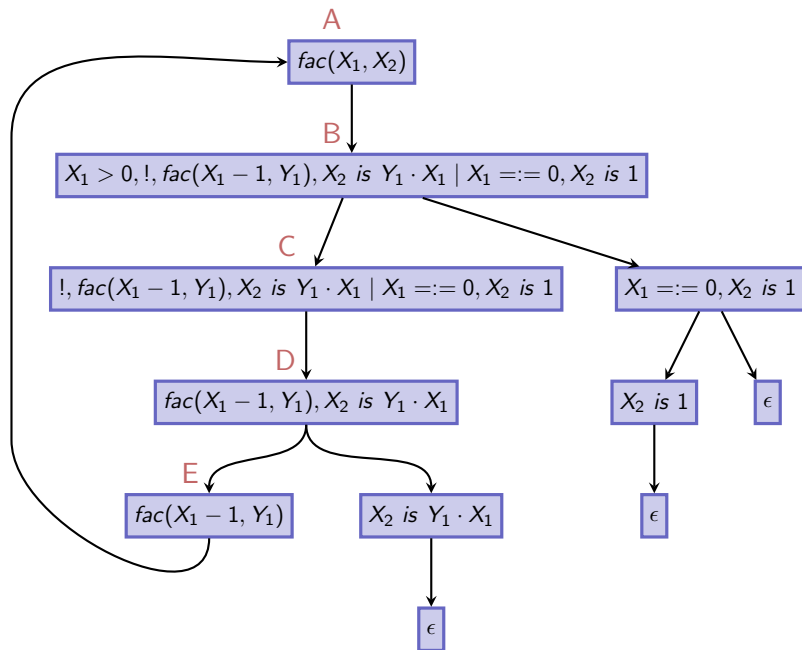 A
fac(X₁, X₂)
B
X₁ > 0, !, fac(X₁ − 1, Y₁), X₂ is Y₁ · X₁ | X₁ =:= 0, X₂ is 1
C
!, fac(X₁ − 1, Y₁), X₂ is Y₁ · X₁ | X₁ =:= 0, X₂ is 1
X₁ =:= 0, X₂ is 1
D
fac(X₁ − 1, Y₁), X₂ is Y₁ · X₁
X₂ is 1
ϵ
E
fac(X₁ − 1, Y₁)
X₂ is Y₁ · X₁
ϵ
ϵ